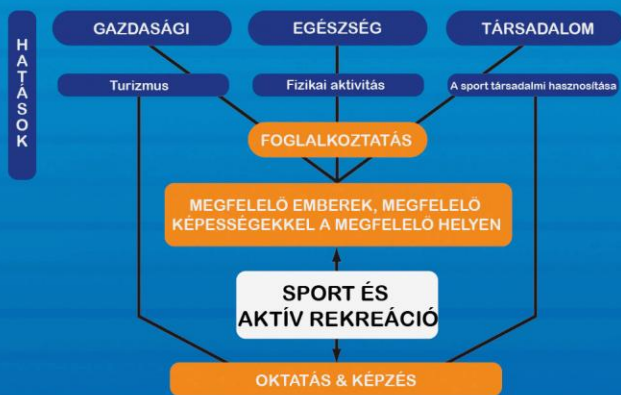 HATÁSOK
GAZDASÁGI
EGÉSZSÉG
TÁRSADALOM
Turizmus
Fizikai aktivitás
A sport társadalmi hasznosítása
FOGLALKOZTATÁS
MEGFELELŐ EMBEREK, MEGFELELŐ
KÉPESSÉGEKKEL A MEGFELELŐ HELYEN
SPORT ÉS
AKTÍV REKREÁCIÓ
OKTATÁS & KÉPZÉS